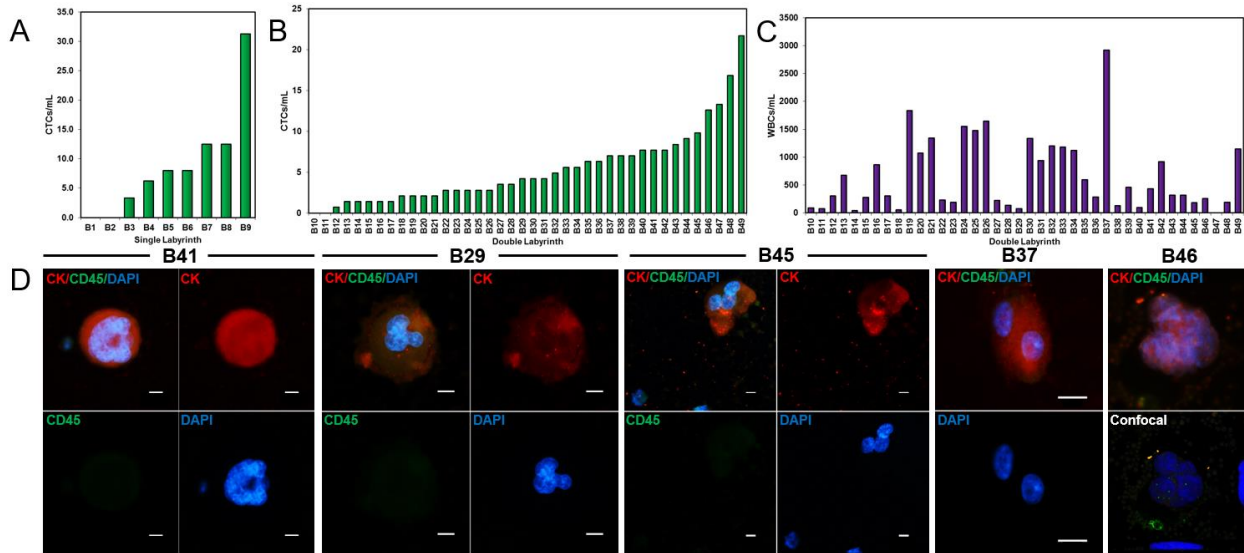 A
35.0
30.0
25.0
20.0
15.0
10.0
5.0
0.0
CTCs/mL
B1 B2 B3 B4 B5 B6 B7 B8 B9
Single Labyrinth
B
25
20
15
10
5
0
CTCs/mL
B10 B11 B12 B13 B14 B15 B16 B17 B18 B19 B20 B21 B22 B23 B24 B25 B26 B27 B28 B29 B30 B31 B32 B33 B34 B35 B36 B37 B38 B39 B40 B41 B42 B43 B44 B45 B46 B47 B48 B49
Double Labyrinth
C
3500
3000
2500
2000
1500
1000
500
0
WBCs/mL
B10 B11 B12 B13 B14 B15 B16 B17 B18 B19 B20 B21 B22 B23 B24 B25 B26 B27 B28 B29 B30 B31 B32 B33 B34 B35 B36 B37 B38 B39 B40 B41 B42 B43 B44 B45 B46 B47 B48 B49
Double Labyrinth
D
B41 B29 B45 B37 B46
CK/CD45/DAPI CK CK/CD45/DAPI CK CK/CD45/DAPI CK CK/CD45/DAPI CK/CD45/DAPI
CD45 DAPI CD45 DAPI CD45 DAPI DAPI Confocal